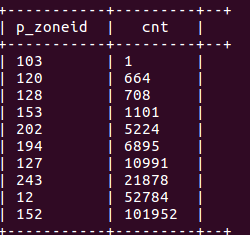 +-----------+---------+--+
| p_zoneid | cnt |
+-----------+---------+--+
| 103 | 1 |
| 120 | 664 |
| 128 | 708 |
| 153 | 1101 |
| 202 | 5224 |
| 194 | 6895 |
| 127 | 10991 |
| 243 | 21878 |
| 12 | 52784 |
| 152 | 101952 |
+-----------+---------+--+